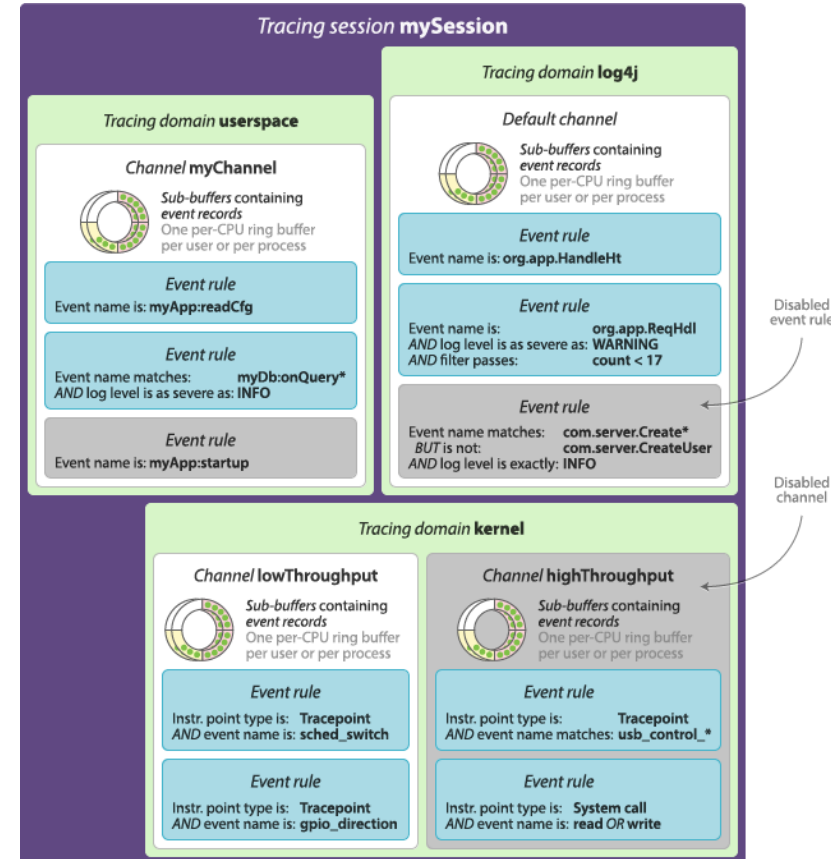 Tracing session mySession
Tracing domain userspace
Channel myChannel
Sub-buffers containing
event records
One per-CPU ring buffer
per user or per process
Event rule
Event name is: myApp:readCfg
Event rule
Event name matches: myDb:onQuery*
AND log level is as severe as: INFO
Event rule
Event name is: myApp:startup
Tracing domain log4j
Default channel
Sub-buffers containing
event records
One per-CPU ring buffer
per user or per process
Event rule
Event name is: org.app.HandleHt
Event rule
Event name is: org.app.ReqHdl
AND log level is as severe as: WARNING
AND filter passes: count < 17
Event rule
Event name matches: com.server.Create*
BUT is not: com.server.CreateUser
AND log level is exactly: INFO
Disabled
event rule
Disabled
channel
Tracing domain kernel
Channel lowThroughput
Sub-buffers containing
event records
One per-CPU ring buffer
per user or per process
Event rule
Instr. point type is: Tracepoint
AND event name is: sched_switch
Event rule
Instr. point type is: Tracepoint
AND event name is: gpio_direction
Channel highThroughput
Sub-buffers containing
event records
One per-CPU ring buffer
per user or per process
Event rule
Instr. point type is: Tracepoint
AND event name matches: usb_control_*
Event rule
Instr. point type is: System call
AND event name is: read OR write